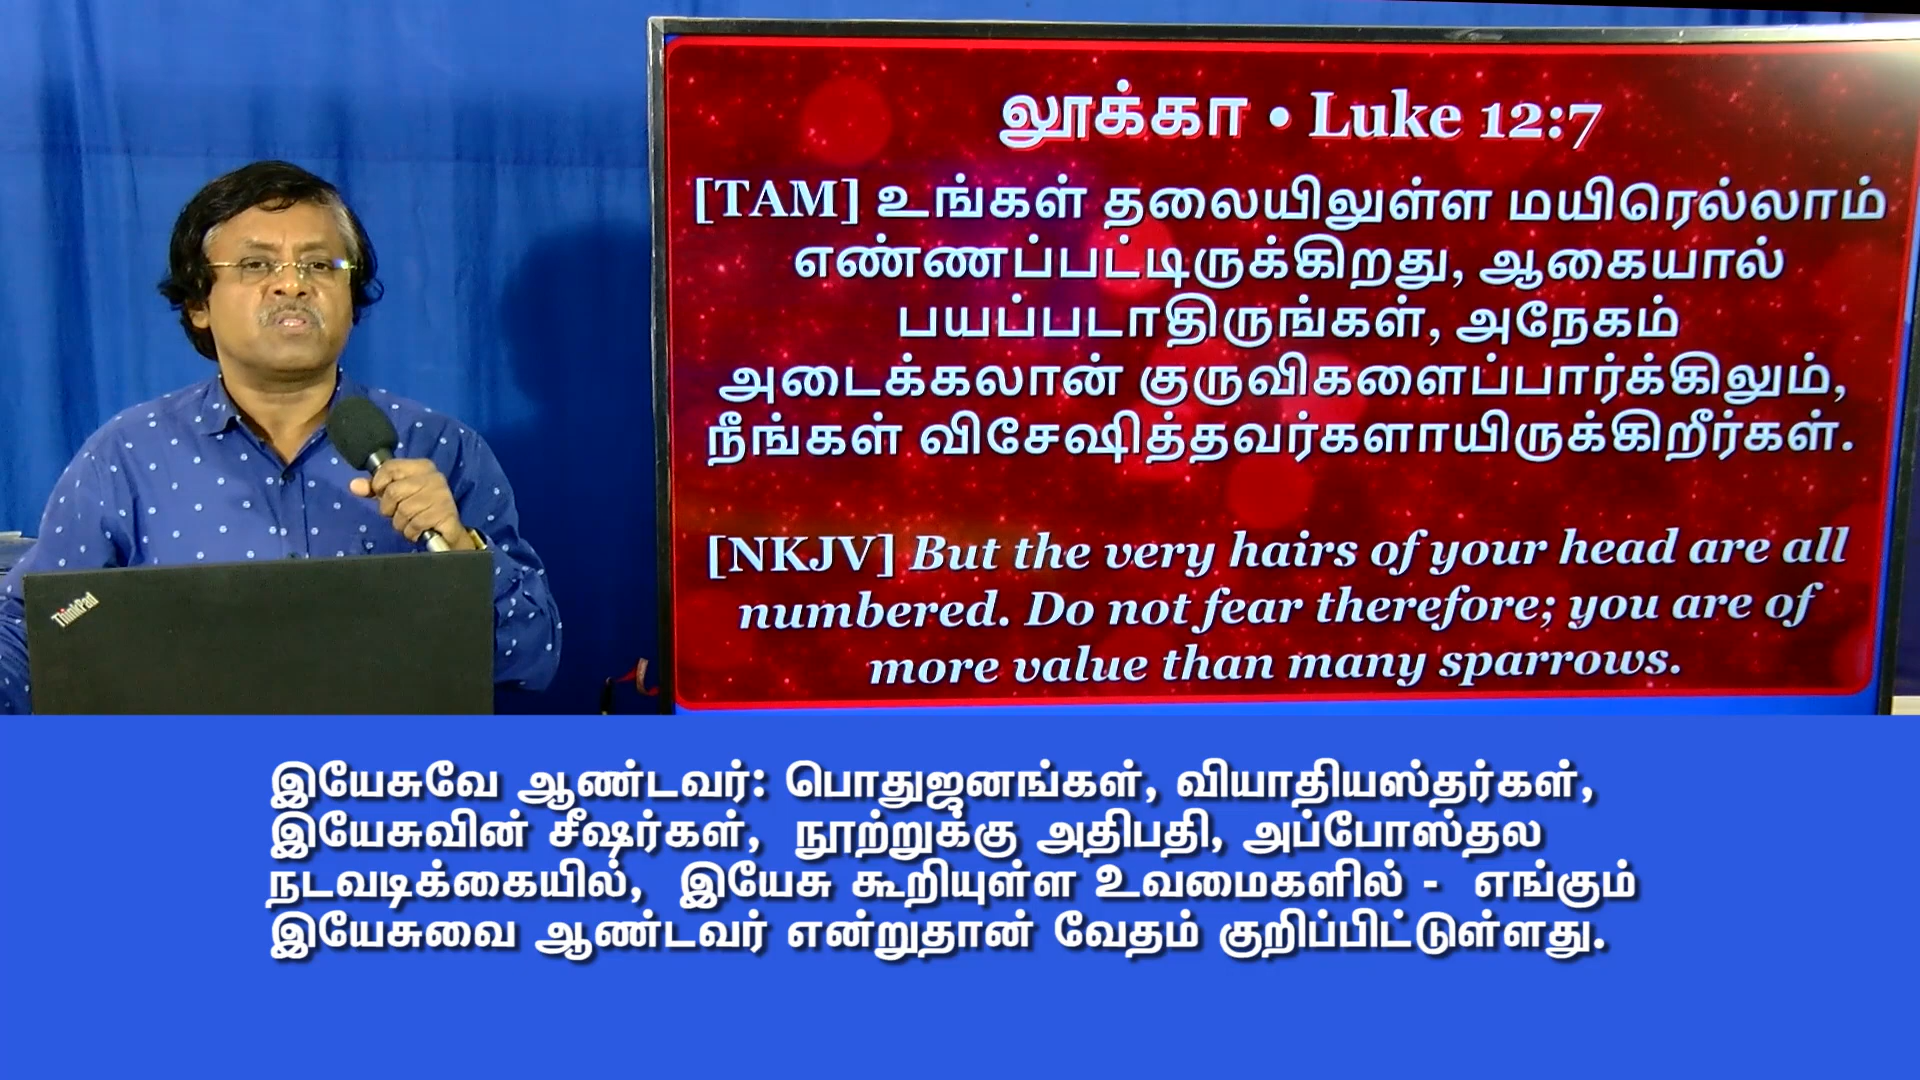 லூக்கா • Luke 12:7
[TAM] உங்கள் தலையிலுள்ள மயிரெல்லாம்
எண்ணப்பட்டிருக்கிறது, ஆகையால்
பயப்படாதிருங்கள், அநேகம்
அடைக்கலான் குருவிகளைப்பார்க்கிலும்,
நீங்கள் விசேஷித்தவர்களாயிருக்கிறீர்கள்.
[NKJV] But the very hairs of your head are all
numbered. Do not fear therefore; you are of
more value than many sparrows.
ThinkPad
இயேசுவே ஆண்டவர்: பொதுஜனங்கள், வியாதியஸ்தர்கள்,
இயேசுவின் சீஷர்கள், நூற்றுக்கு அதிபதி, அப்போஸ்தல
நடவடிக்கையில், இயேசு கூறியுள்ள உவமைகளில் - எங்கும்
இயேசுவை ஆண்டவர் என்றுதான் வேதம் குறிப்பிட்டுள்ளது.